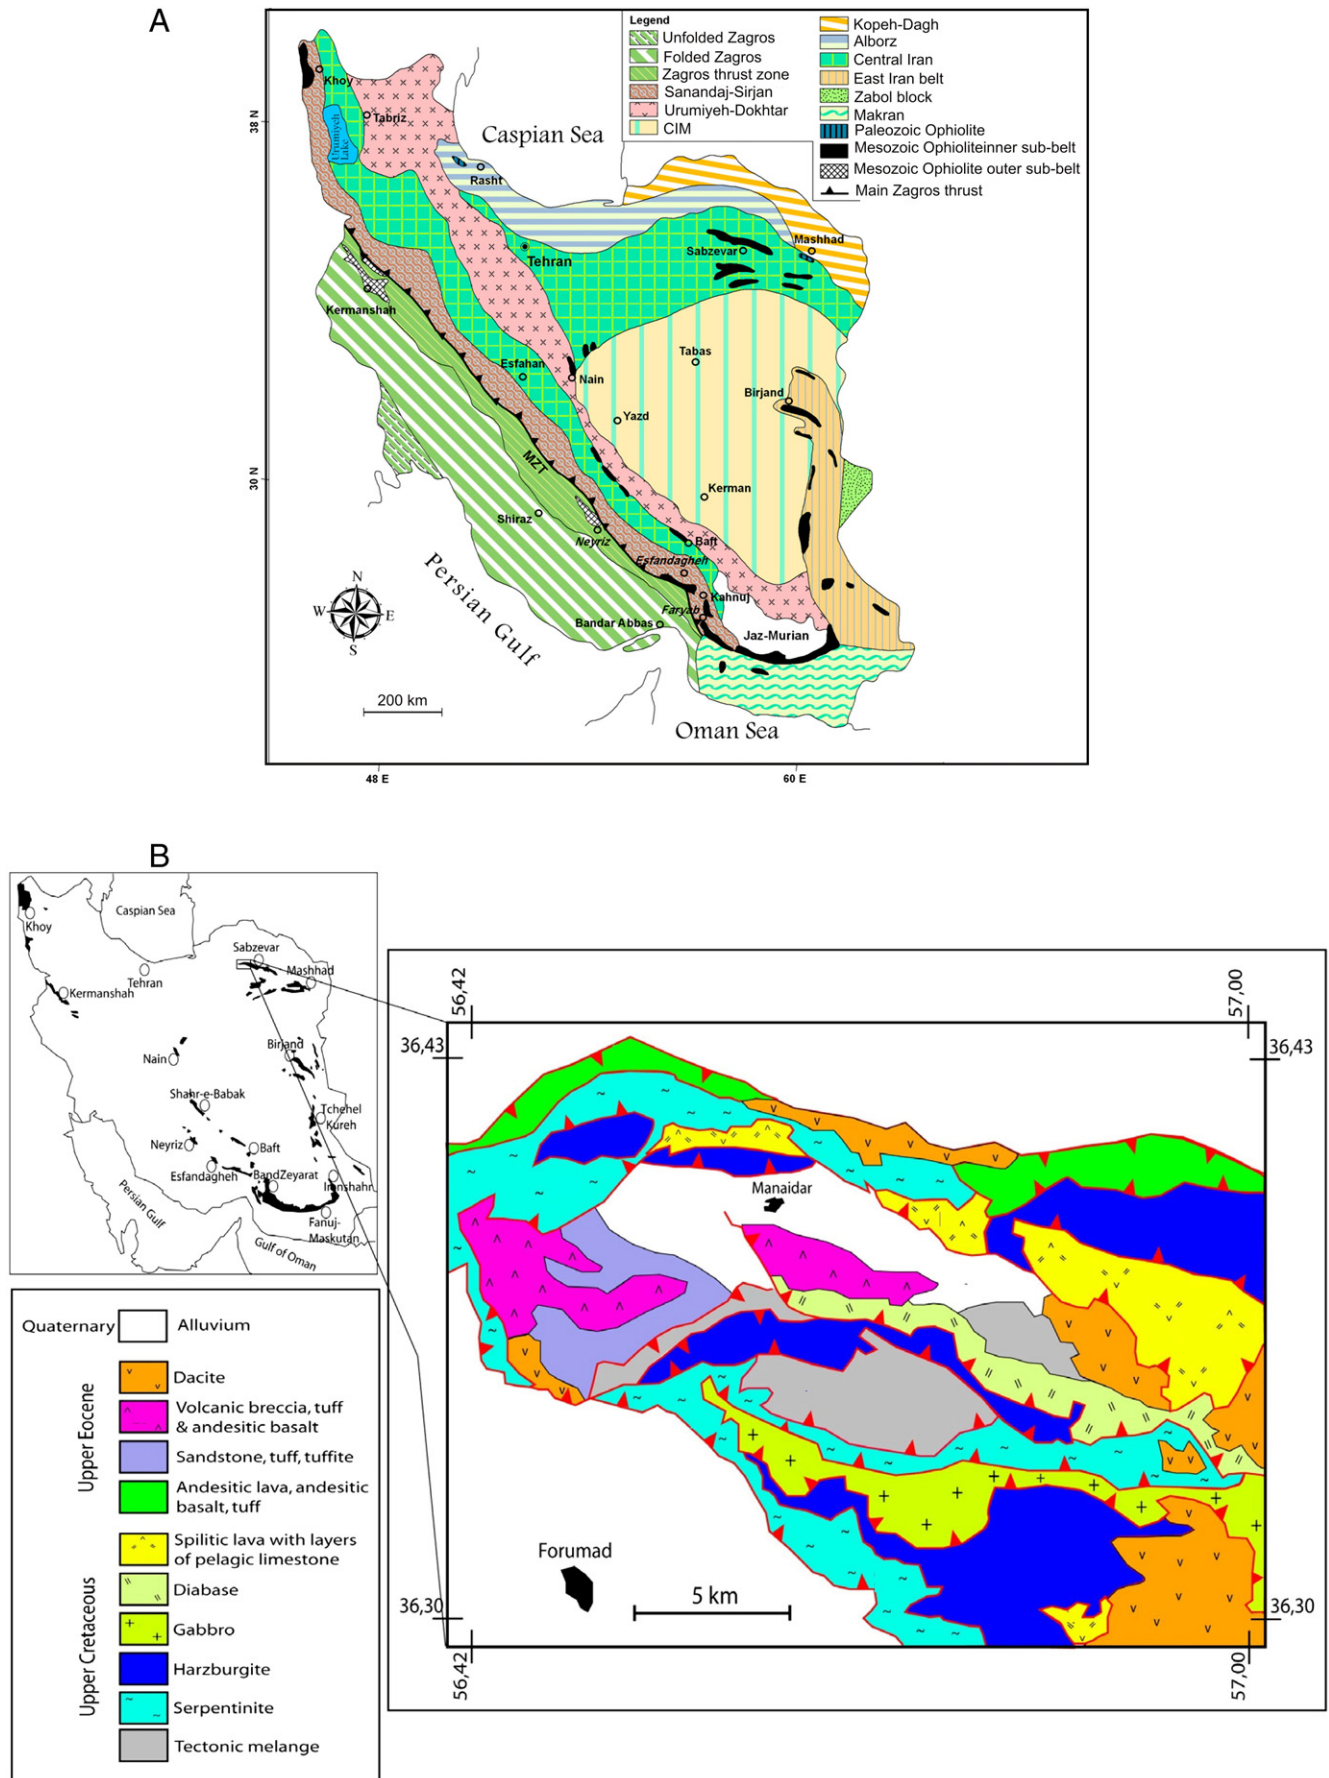 A
Legend
Unfolded Zagros
Folded Zagros
Zagros thrust zone
Sanandaj-Sirjan
Urumiyeh-Dokhtar
CIM
Kopeh-Dagh
Alborz
Central Iran
East Iran belt
Zabol block
Makran
Paleozoic Ophiolite
Mesozoic Ophioliteinner sub-belt
Mesozoic Ophiolite outer sub-belt
Main Zagros thrust
38 N
30 N
Khoy
Urumiyeh
Lake
Tabriz
Caspian Sea
Rasht
Tehran
Sabzevar
Mashhad
Kermanshah
Esfahan
Nain
Tabas
Yazd
Birjand
MZT
Kerman
Shiraz
Neyriz
Baft
Esfandagheh
Kahnuj
Faryab
Bandar Abbas
Jaz-Murian
Persian Gulf
N
W
E
S
200 km
Oman Sea
48 E
60 E
B
Caspian Sea
Khoy
Sabzevar
Mashhad
Tehran
Kermanshah
Nain
Birjand
Shahr-e-Babak
Tchehel
Kureh
Neyriz
Baft
Esfandagheh
BandZeyarat
Iranshahr
Fanuj-
Maskutan
Persian Gulf
Gulf of Oman
56,42
57,00
36,43
36,43
Manaidar
Forumad
5 km
36,30
36,30
56,42
57,00
Quaternary
Alluvium
Upper Eocene
Dacite
Volcanic breccia, tuff
& andesitic basalt
Sandstone, tuff, tuffite
Andesitic lava, andesitic
basalt, tuff
Upper Cretaceous
Spilitic lava with layers
of pelagic limestone
Diabase
Gabbro
Harzburgite
Serpentinite
Tectonic melange